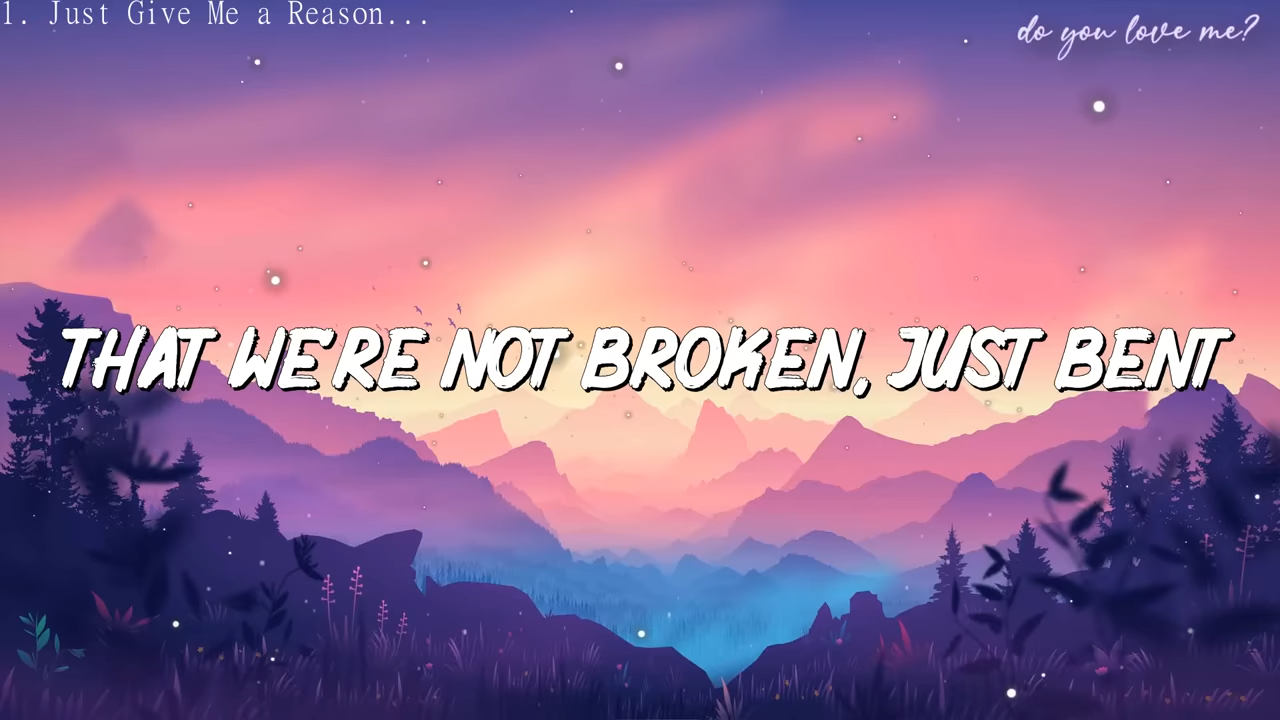 1. Just Give Me a Reason...
do you love me?
THAT WE'RE NOT BROKEN, JUST BENT